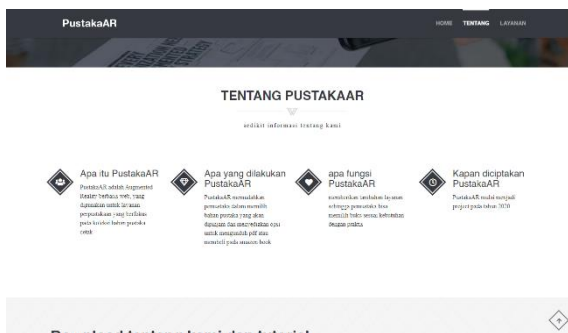 PustakaAR
HOME TENTANG LAYANAN
TENTANG PUSTAKAAR
sedikit informasi tentang kami
Apa itu PustakaAR
PustakaAR adalah Augmented
Reality berbasis web, yang
digunakan untuk layanan
perpustakaan yang berfokus
pada koleksi bahan pustaka
cetak
Apa yang dilakukan
PustakaAR
PustakaAR memudahkan
pemustaka dalam memilih
bahan pustaka yang akan
dipinjam dan menyediakan opsi
untuk mengunduh pdf atau
membeli pada amazon book
apa fungsi
PustakaAR
memberikan tambahan layanan
sehingga pemustaka bisa
memilih buku sesuai kebutuhan
dengan praktis
Kapan diciptakan
PustakaAR
PustakaAR mulai menjadi
project pada tahun 2020